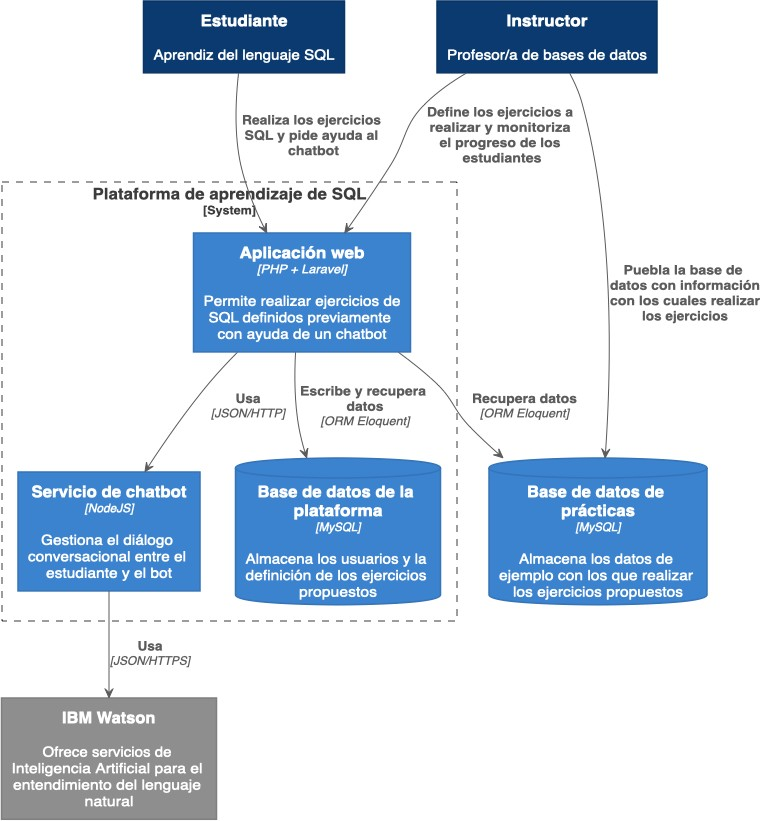 Estudiante
Aprendiz del lenguaje SQL
Instructor
Profesor/a de bases de datos
Realiza los ejercicios
SQL y pide ayuda al
chatbot
Define los ejercicios a
realizar y monitoriza
el progreso de los
estudiantes
Plataforma de aprendizaje de SQL
[System]
Aplicación web
[PHP + Laravel]
Permite realizar ejercicios de
SQL definidos previamente
con ayuda de un chatbot
Puebla la base de
datos con información
con los cuales realizar
los ejercicios
Usa
[JSON/HTTP]
Escribe y recupera
datos
[ORM Eloquent]
Recupera datos
[ORM Eloquent]
Servicio de chatbot
[NodeJS]
Gestiona el diálogo
conversacional entre el
estudiante y el bot
Base de datos de la
plataforma
[MySQL]
Almacena los usuarios y la
definición de los ejercicios
propuestos
Base de datos de
prácticas
[MySQL]
Almacena los datos de
ejemplo con los que realizar
los ejercicios propuestos
Usa
[JSON/HTTPS]
IBM Watson
Ofrece servicios de
Inteligencia Artificial para el
entendimiento del lenguaje
natural